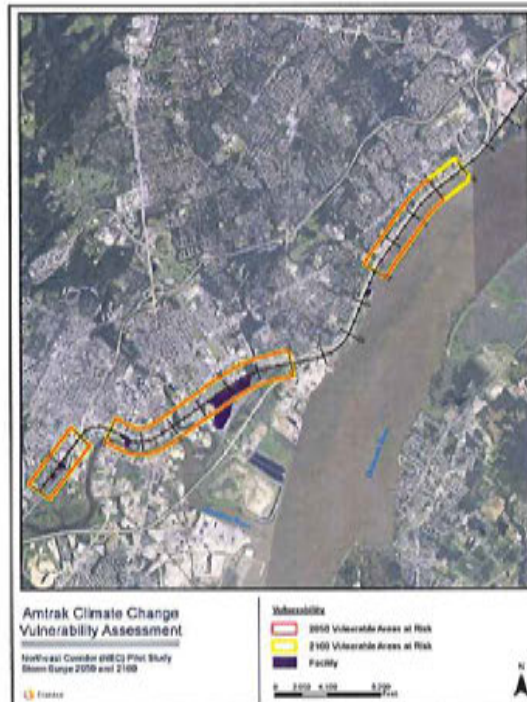 Amtrak Climate Change
Vulnerability Assessment
Northeast Corridor (NEC) Pilot Study
Storm Surge 2050 and 2100
Vulnerability
2050 Vulnerable Areas at Risk
2100 Vulnerable Areas at Risk
Facility
Feet
N